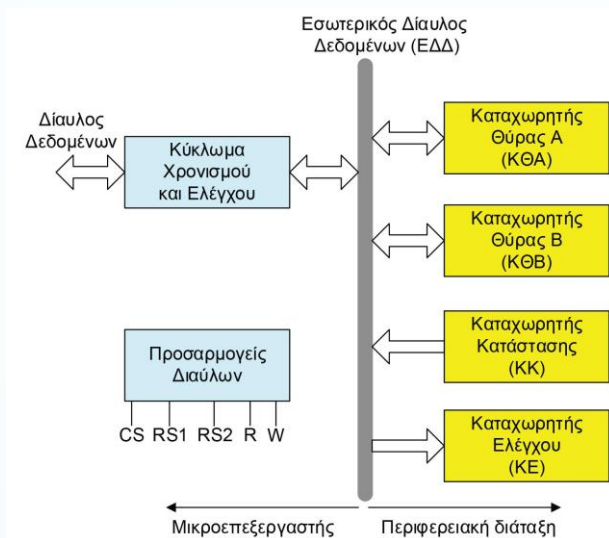 Εσωτερικός Δίαυλος
Δεδομένων (ΕΔΔ)
Δίαυλος
Δεδομένων
Κύκλωμα
Χρονισμού
και Ελέγχου
Καταχωρητής
Θύρας Α
(ΚΘΑ)
Καταχωρητής
Θύρας Β
(ΚΘΒ)
Προσαρμογείς
Διαύλων
CS RS1 RS2 R W
Καταχωρητής
Κατάστασης
(ΚΚ)
Καταχωρητής
Ελέγχου
(ΚΕ)
Μικροεπεξεργαστής
Περιφερειακή διάταξη